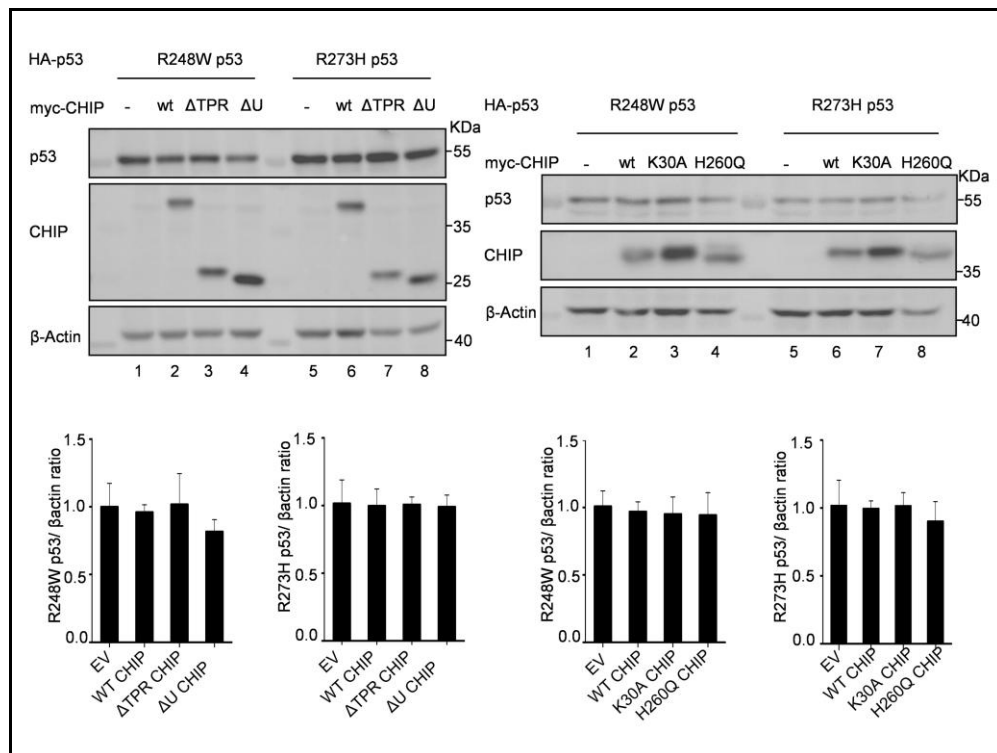 HA-p53 R248W p53 R273H p53
myc-CHIP - wt ΔTPR ΔU - wt ΔTPR ΔU
KDa
p53 55
CHIP 35
25
β-Actin 40
1 2 3 4 5 6 7 8
HA-p53 R248W p53 R273H p53
myc-CHIP - wt K30A H260Q - wt K30A H260Q
KDa
p53 55
CHIP 35
β-Actin 40
1 2 3 4 5 6 7 8
R248W p53/ βactin ratio
1.5
1.0
0.5
0.0
EV
WT CHIP
ΔTPR CHIP
ΔU CHIP
R273H p53/ βactin ratio
1.5
1.0
0.5
0.0
EV
WT CHIP
ΔTPR CHIP
ΔU CHIP
R248W p53/ βactin ratio
1.5
1.0
0.5
0.0
EV
WT CHIP
K30A CHIP
H260Q CHIP
R273H p53/ βactin ratio
1.5
1.0
0.5
0.0
EV
WT CHIP
K30A CHIP
H260Q CHIP